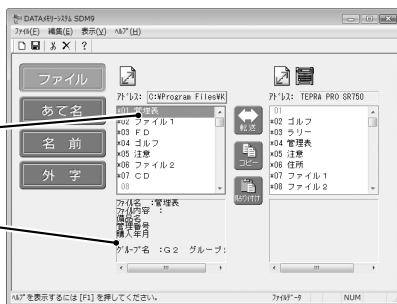 DATAﾒﾓﾘｰｼｽﾃﾑ SDM9
ﾌｧｲﾙ(F) 編集(E) 表示(V) ﾍﾙﾌﾟ(H)
?
ファイル
あて名
名 前
外 字
ｱﾄﾞﾚｽ: C:¥Program Files¥K
*01 管理表
*02 ファイル1
*03 ＦＤ
*04 ゴルフ
*05 注意
*06 ファイル2
*07 ＣＤ
08 -
転送
コピー
貼り付け
ｱﾄﾞﾚｽ: TEPRA PRO SR750
01
*02 ゴルフ
*03 ラリー
*04 管理表
*05 注意
*06 住所
*07 ファイル1
*08 ファイル2
ﾌｧｲﾙ名 :管理表
ﾌｧｲﾙ内容 :
備品名
管理番号
購入年月
ｸﾞﾙｰﾌﾟ名 :Ｇ２ グループ:
ﾍﾙﾌﾟを表示するには [F1] を押してください。
ﾌｧｲﾙﾃﾞｰﾀ
NUM